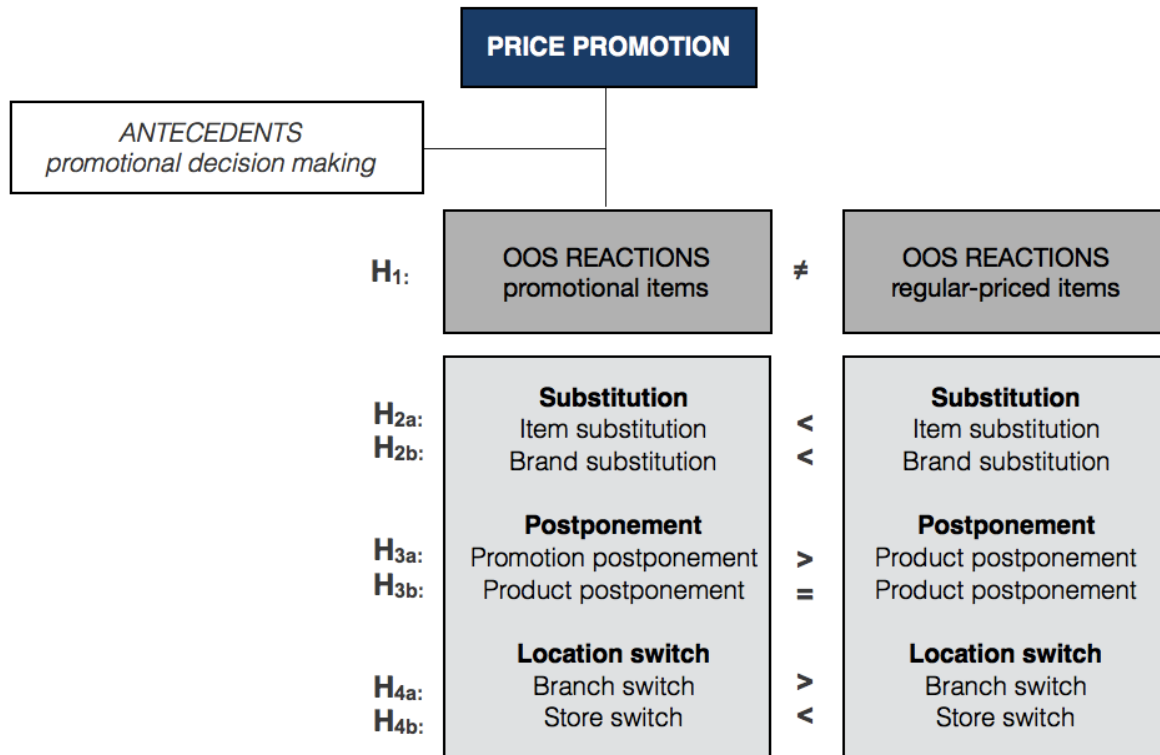 PRICE PROMOTION
ANTECEDENTS
promotional decision making
H1:
OOS REACTIONS
promotional items
≠
OOS REACTIONS
regular-priced items
Substitution
Substitution
H2a:
Item substitution
<
Item substitution
H2b:
Brand substitution
<
Brand substitution
Postponement
Postponement
H3a:
Promotion postponement
>
Product postponement
H3b:
Product postponement
=
Product postponement
Location switch
Location switch
H4a:
Branch switch
>
Branch switch
H4b:
Store switch
<
Store switch